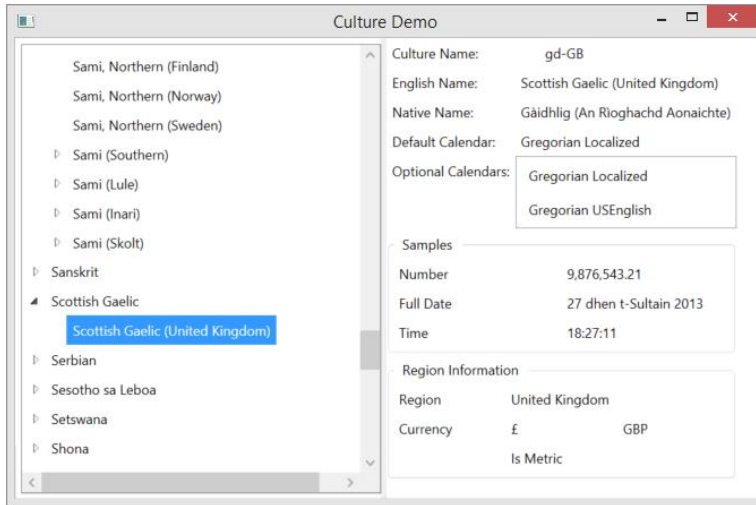 Culture Demo
Sami, Northern (Finland)
Sami, Northern (Norway)
Sami, Northern (Sweden)
Sami (Southern)
Sami (Lule)
Sami (Inari)
Sami (Skolt)
Sanskrit
Scottish Gaelic
Scottish Gaelic (United Kingdom)
Serbian
Sesotho sa Leboa
Setswana
Shona
Culture Name: gd-GB
English Name: Scottish Gaelic (United Kingdom)
Native Name: Gàidhlig (An Rìoghachd Aonaichte)
Default Calendar: Gregorian Localized
Optional Calendars: Gregorian Localized
Gregorian USEnglish
Samples
Number 9,876,543.21
Full Date 27 dhen t-Sultain 2013
Time 18:27:11
Region Information
Region United Kingdom
Currency £ GBP
Is Metric